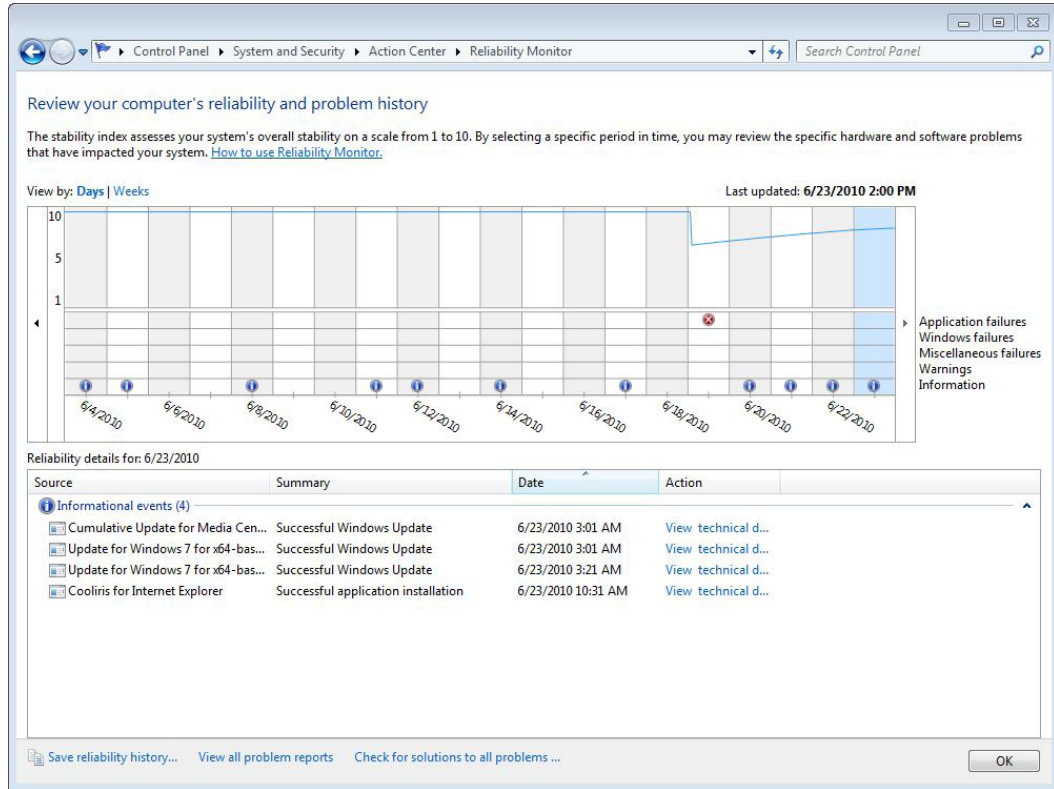 Control Panel ▸ System and Security ▸ Action Center ▸ Reliability Monitor
Search Control Panel
Review your computer's reliability and problem history
The stability index assesses your system's overall stability on a scale from 1 to 10. By selecting a specific period in time, you may review the specific hardware and software problems
that have impacted your system. How to use Reliability Monitor.
View by: Days | Weeks
Last updated: 6/23/2010 2:00 PM
10
5
1
Application failures
Windows failures
Miscellaneous failures
Warnings
Information
6/4/2010 6/6/2010 6/8/2010 6/10/2010 6/12/2010 6/14/2010 6/16/2010 6/18/2010 6/20/2010 6/22/2010
Reliability details for: 6/23/2010
Source Summary Date Action
Informational events (4)
Cumulative Update for Media Cen... Successful Windows Update 6/23/2010 3:01 AM View technical d...
Update for Windows 7 for x64-bas... Successful Windows Update 6/23/2010 3:01 AM View technical d...
Update for Windows 7 for x64-bas... Successful Windows Update 6/23/2010 3:21 AM View technical d...
Cooliris for Internet Explorer Successful application installation 6/23/2010 10:31 AM View technical d...
Save reliability history... View all problem reports Check for solutions to all problems ...
OK